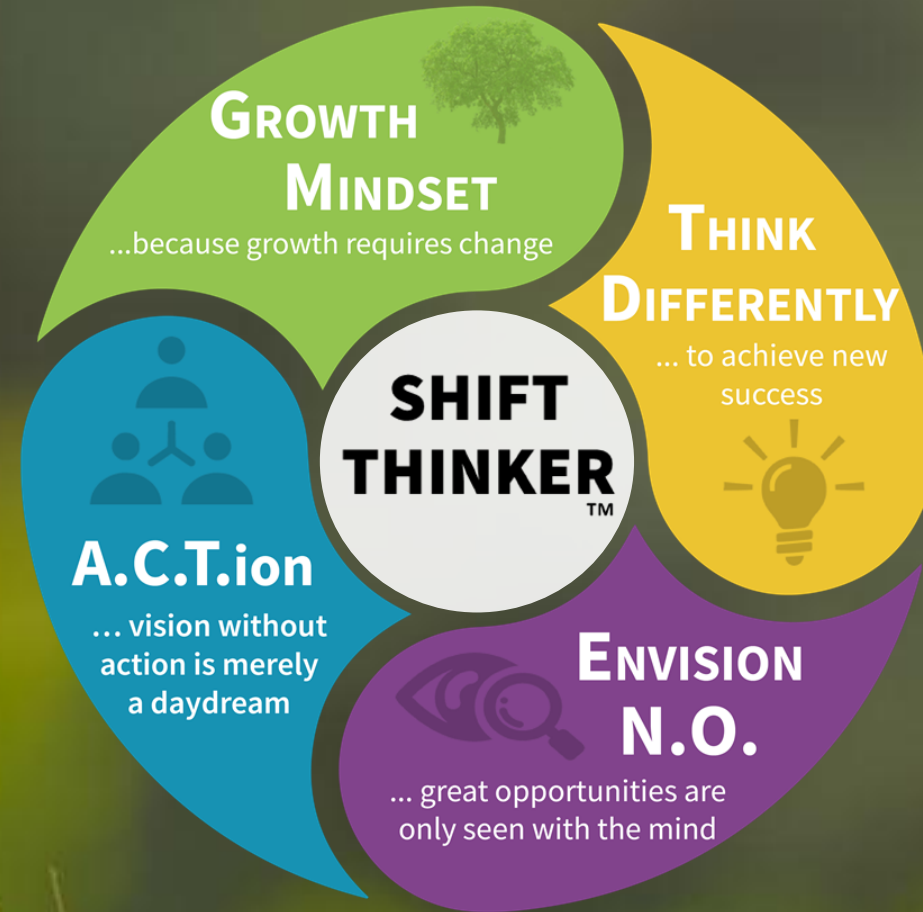 GROWTH
MINDSET
...because growth requires change
THINK
DIFFERENTLY
... to achieve new
success
SHIFT
THINKER
TM
A.C.T.ion
... vision without
action is merely
a daydream
ENVISION
N.O.
... great opportunities are
only seen with the mind